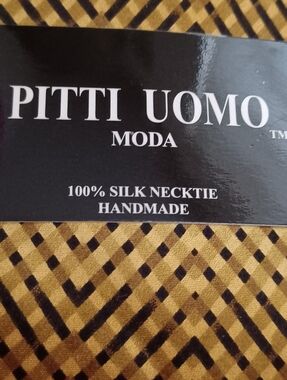 PITTI UOMO ™
MODA
100% SILK NECKTIE
HANDMADE